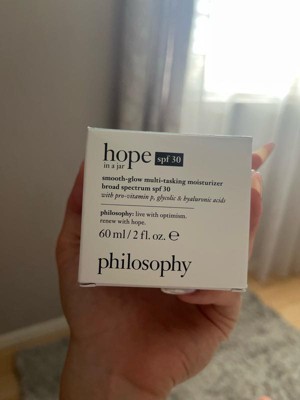 hope spf 30
in a jar
smooth-glow multi-tasking moisturizer
broad spectrum spf 30
with pro-vitamin p, glycolic & hyaluronic acids
philosophy: live with optimism.
renew with hope.
60 ml / 2 fl. oz. ℮
philosophy